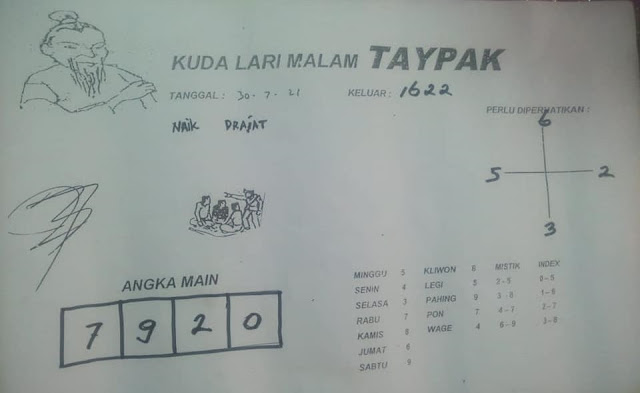 KUDA LARI MALAM TAYPAK
TANGGAL : 30 - 7 - 21 KELUAR : 1622
NAIK DRAJAT
PERLU DIPERHATIKAN :
6
5 2
3
ANGKA MAIN
7 9 2 0
MINGGU 5 KLIWON 8 MISTIK INDEX
SENIN 4 LEGI 5 0-5
SELASA 3 PAHING 9 3-8 1-6
RABU 7 PON 7 4-7 2-7
KAMIS 8 WAGE 4 6-9 3-8
JUMAT 6
SABTU 9